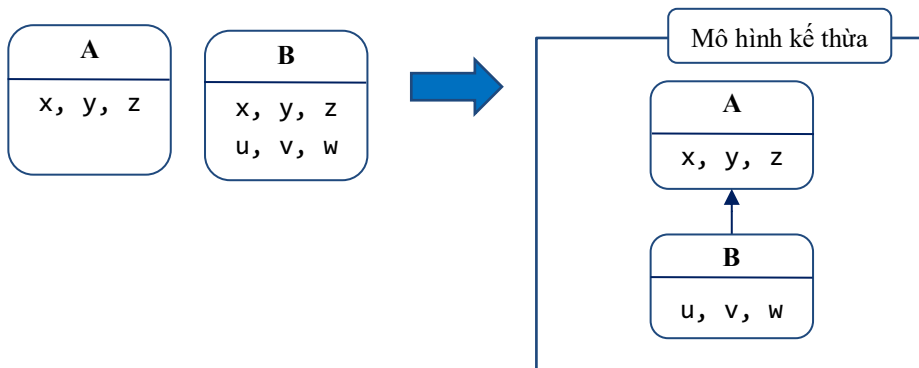 A
x, y, z
B
x, y, z
u, v, w
Mô hình kế thừa
A
x, y, z
B
u, v, w